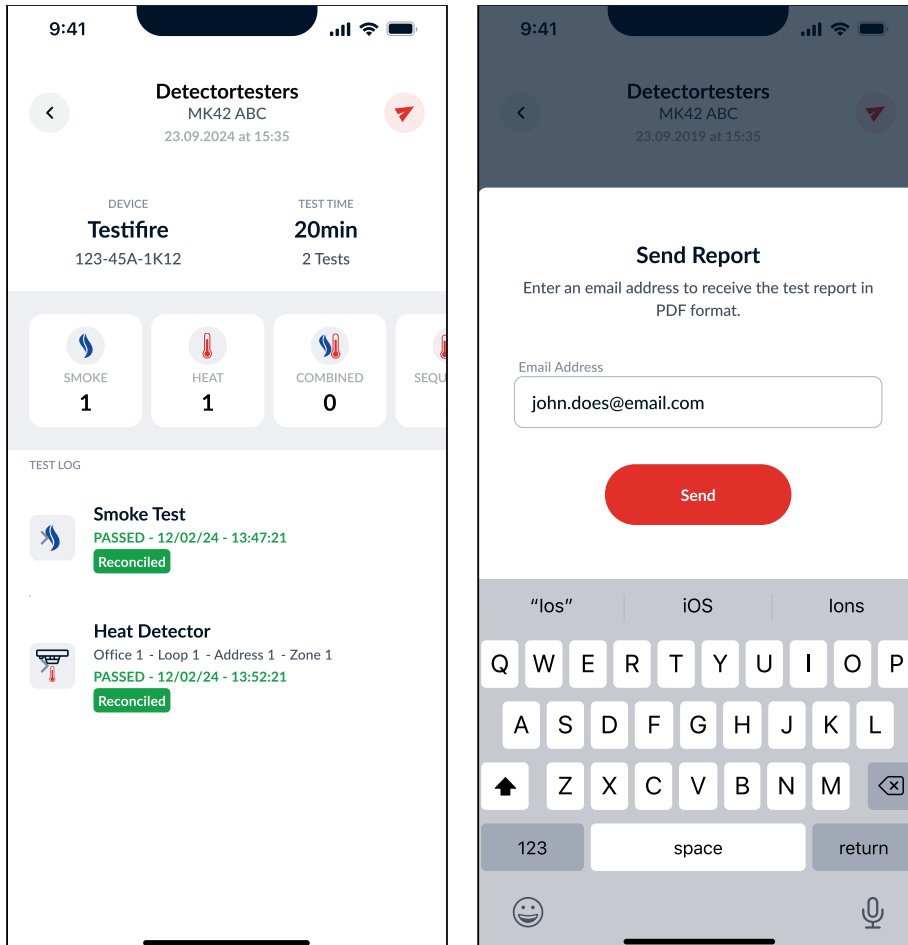 9:41
Detectortesters
MK42 ABC
23.09.2024 at 15:35
DEVICE
Testifire
123-45A-1K12
TEST TIME
20min
2 Tests
SMOKE
1
HEAT
1
COMBINED
0
SEQU
TEST LOG
Smoke Test
PASSED - 12/02/24 - 13:47:21
Reconciled
Heat Detector
Office 1 - Loop 1 - Address 1 - Zone 1
PASSED - 12/02/24 - 13:52:21
Reconciled
9:41
Detectortesters
MK42 ABC
23.09.2019 at 15:35
Send Report
Enter an email address to receive the test report in
PDF format.
Email Address
john.does@email.com
Send
"Ios" iOS Ions
Q W E R T Y U I O P
A S D F G H J K L
Z X C V B N M
123 space return